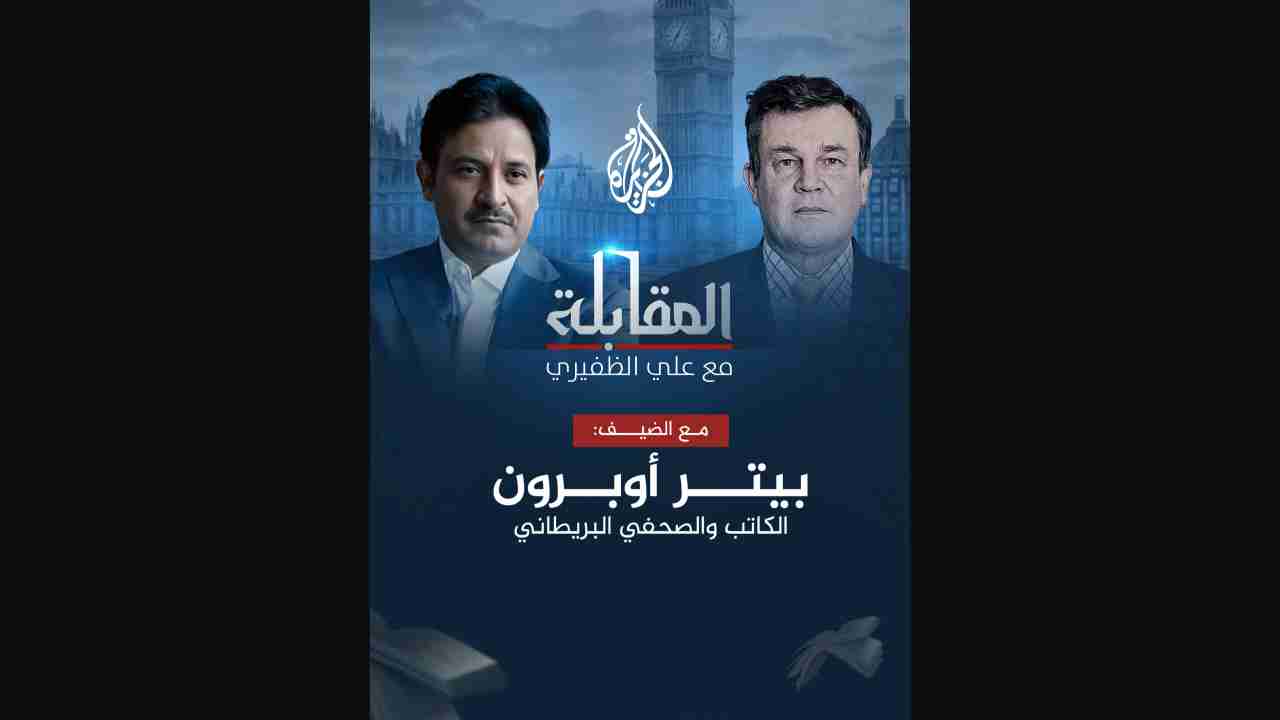 الجزيرة
المقابلة
مع علي الظفيري
مع الضيف:
بيتر أوبرون
الكاتب والصحفي البريطاني